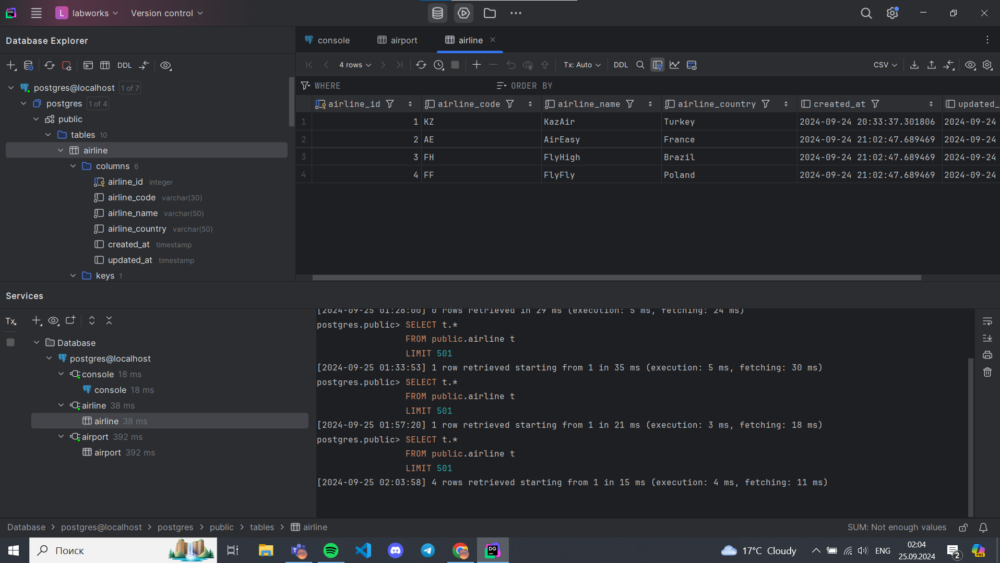 L labworks Version control
Database Explorer
console airport airline
DDL
4 rows Tx: Auto DDL CSV
WHERE ORDER BY
postgres@localhost 1 of 7
postgres 1 of 4
public
tables 10
airline
columns 6
airline_id integer
airline_code varchar(30)
airline_name varchar(50)
airline_country varchar(50)
created_at timestamp
updated_at timestamp
keys 1
airline_id airline_code airline_name airline_country created_at updated_
1 1 KZ KazAir Turkey 2024-09-24 20:33:37.301806 2024-09-24
2 2 AE AirEasy France 2024-09-24 21:02:47.689469 2024-09-24
3 3 FH FlyHigh Brazil 2024-09-24 21:02:47.689469 2024-09-24
4 4 FF FlyFly Poland 2024-09-24 21:02:47.689469 2024-09-24
Services
Tx
Database
postgres@localhost
console 18 ms
console 18 ms
airline 38 ms
airline 38 ms
airport 392 ms
airport 392 ms
[2024-09-25 01:28:00] 0 rows retrieved in 29 ms (execution: 5 ms, fetching: 24 ms)
postgres.public> SELECT t.*
FROM public.airline t
LIMIT 501
[2024-09-25 01:33:53] 1 row retrieved starting from 1 in 35 ms (execution: 5 ms, fetching: 30 ms)
postgres.public> SELECT t.*
FROM public.airline t
LIMIT 501
[2024-09-25 01:57:20] 1 row retrieved starting from 1 in 21 ms (execution: 3 ms, fetching: 18 ms)
postgres.public> SELECT t.*
FROM public.airline t
LIMIT 501
[2024-09-25 02:03:58] 4 rows retrieved starting from 1 in 15 ms (execution: 4 ms, fetching: 11 ms)
Database > postgres@localhost > postgres > public > tables > airline
SUM: Not enough values
Поиск
DG
17°C Cloudy
ENG
02:04
25.09.2024
2
PRE